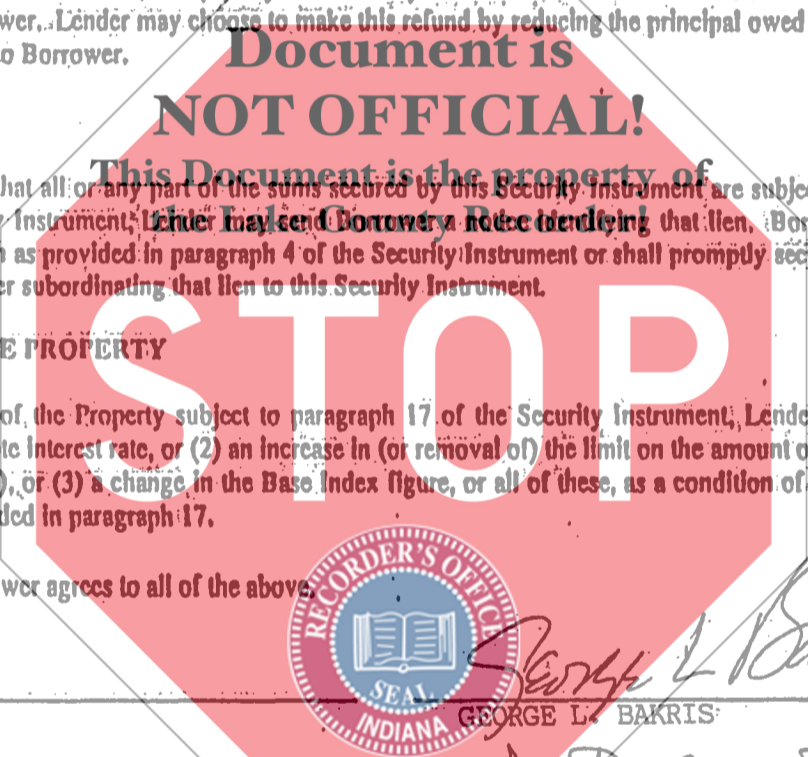 wer. Lender may choose to make this refund by reducing the principal owed
o Borrower.
Document is
NOT OFFICIAL!
This Document is the property of
the Lake County Recorder!
hat all or any part of the sums secured by this Security Instrument are subje
Instrument, Lender may send Borrower a notice identifying that lien. Bor
as provided in paragraph 4 of the Security Instrument or shall promptly sec
er subordinating that lien to this Security Instrument.
STOP
E PROPERTY
of the Property subject to paragraph 17 of the Security Instrument, Lende
te interest rate, or (2) an increase in (or removal of) the limit on the amount o
), or (3) a change in the Base Index figure, or all of these, as a condition of
ded in paragraph 17.
wer agrees to all of the above.
RECORDER'S OFFICE
SEAL
INDIANA
George L Ba
GEORGE L. BAKRIS